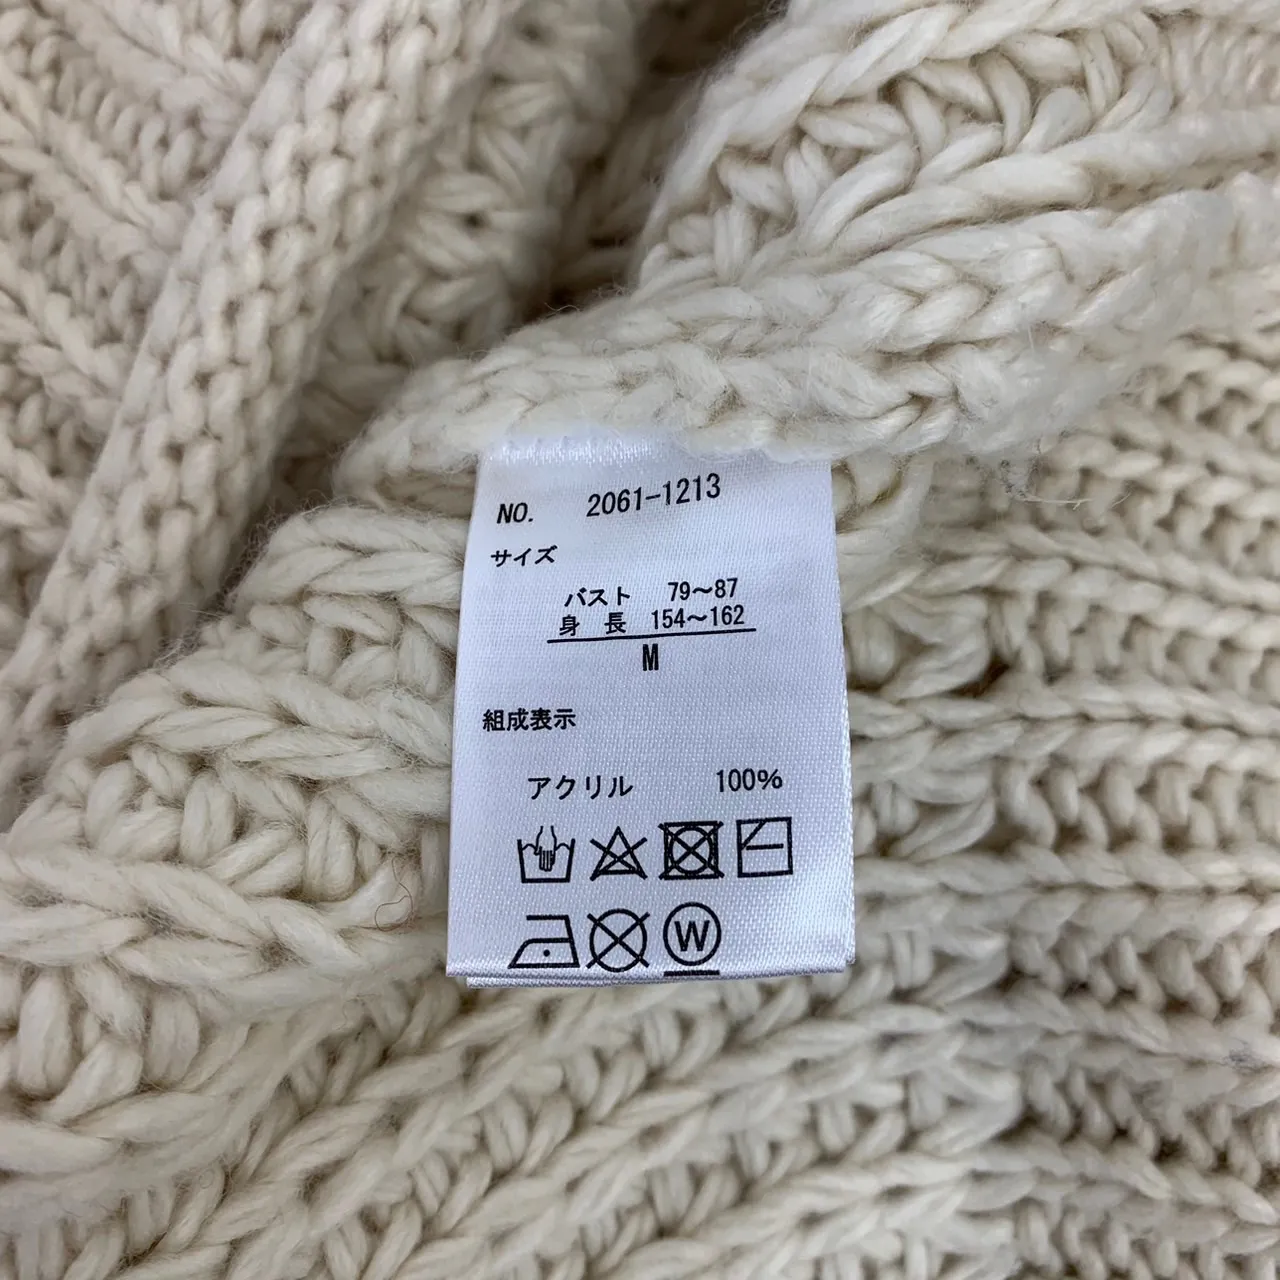 NO. 2061-1213
サイズ
バスト 79～87
身 長 154～162
M
組成表示
アクリル 100%
W